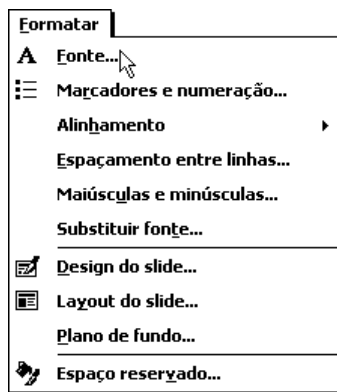 Formatar
Fonte...
Marcadores e numeração...
Alinhamento
Espaçamento entre linhas...
Maiúsculas e minúsculas...
Substituir fonte...
Design do slide...
Layout do slide...
Plano de fundo...
Espaço reservado...